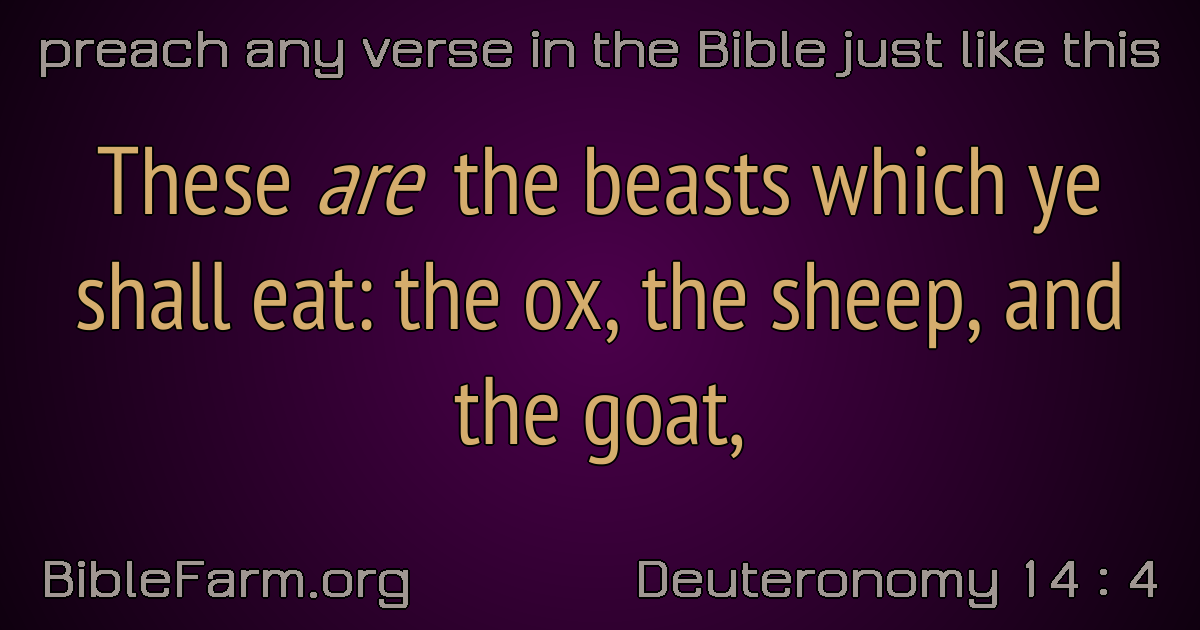 preach any verse in the Bible just like this
These are the beasts which ye
shall eat: the ox, the sheep, and
the goat,
BibleFarm.org
Deuteronomy 14 : 4